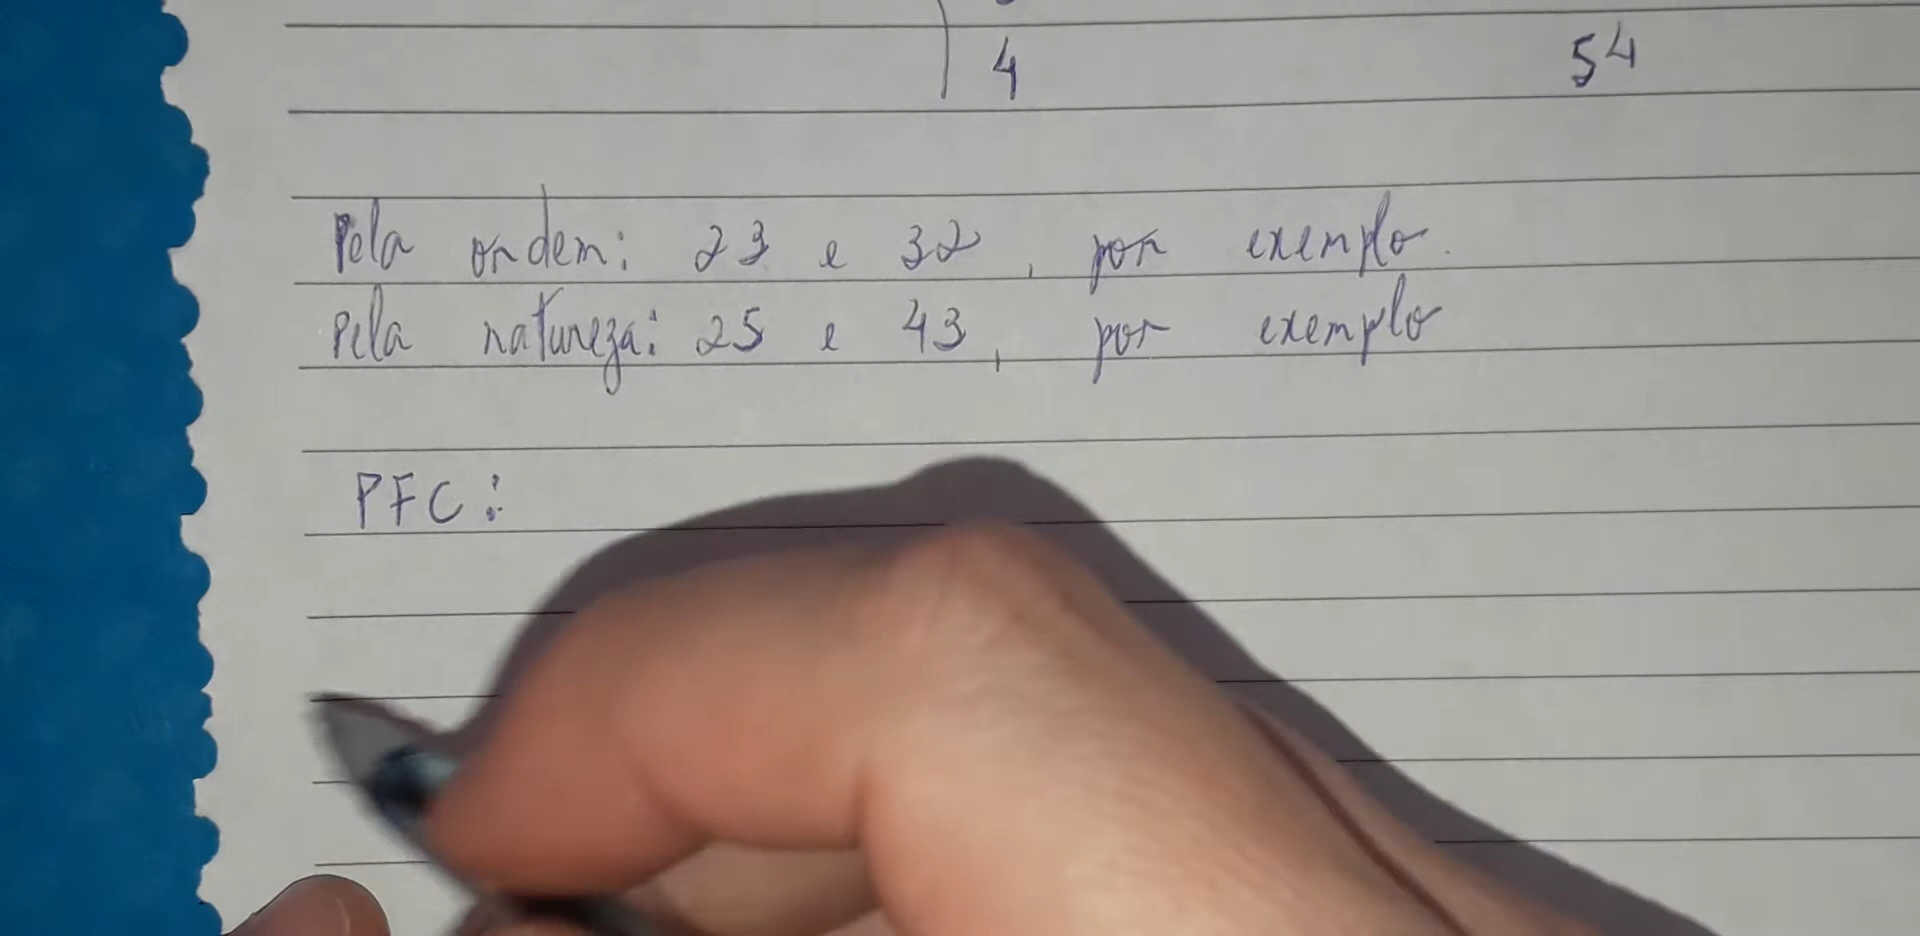 4 54
Pela ordem: 23 e 32, por exemplo.
Pela natureza: 25 e 43, por exemplo
PFC: